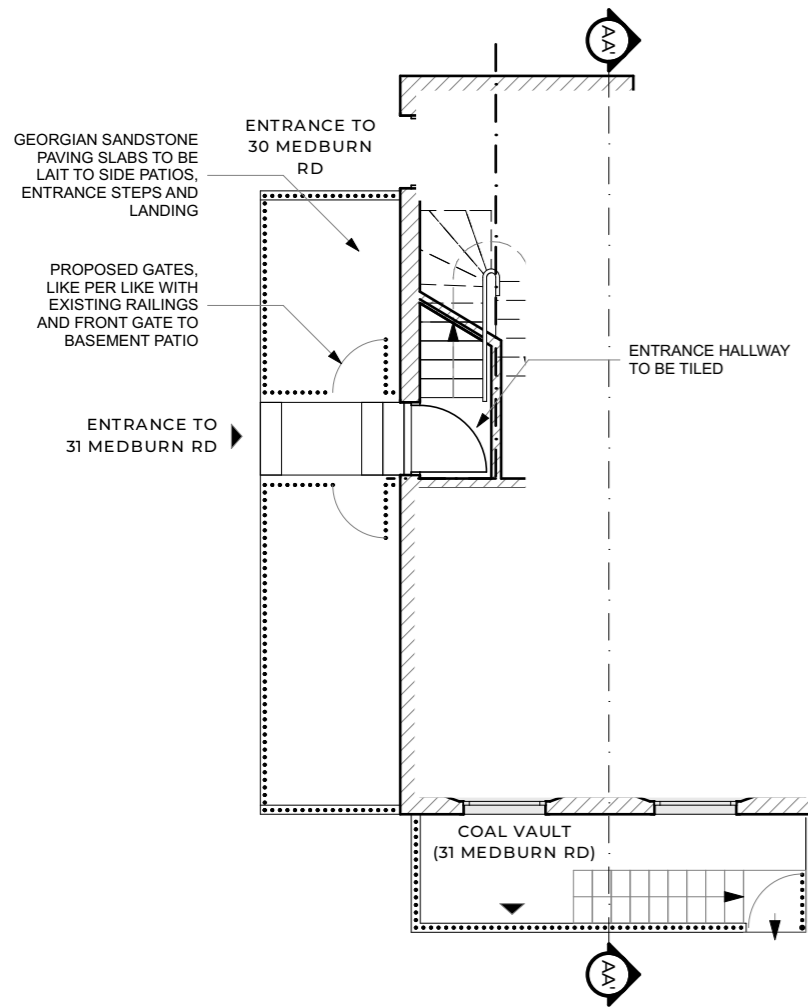 AA'
GEORGIAN SANDSTONE
PAVING SLABS TO BE
LAIT TO SIDE PATIOS,
ENTRANCE STEPS AND
LANDING
ENTRANCE TO
30 MEDBURN
RD
PROPOSED GATES,
LIKE PER LIKE WITH
EXISTING RAILINGS
AND FRONT GATE TO
BASEMENT PATIO
ENTRANCE HALLWAY
TO BE TILED
ENTRANCE TO
31 MEDBURN RD
COAL VAULT
(31 MEDBURN RD)
AA'